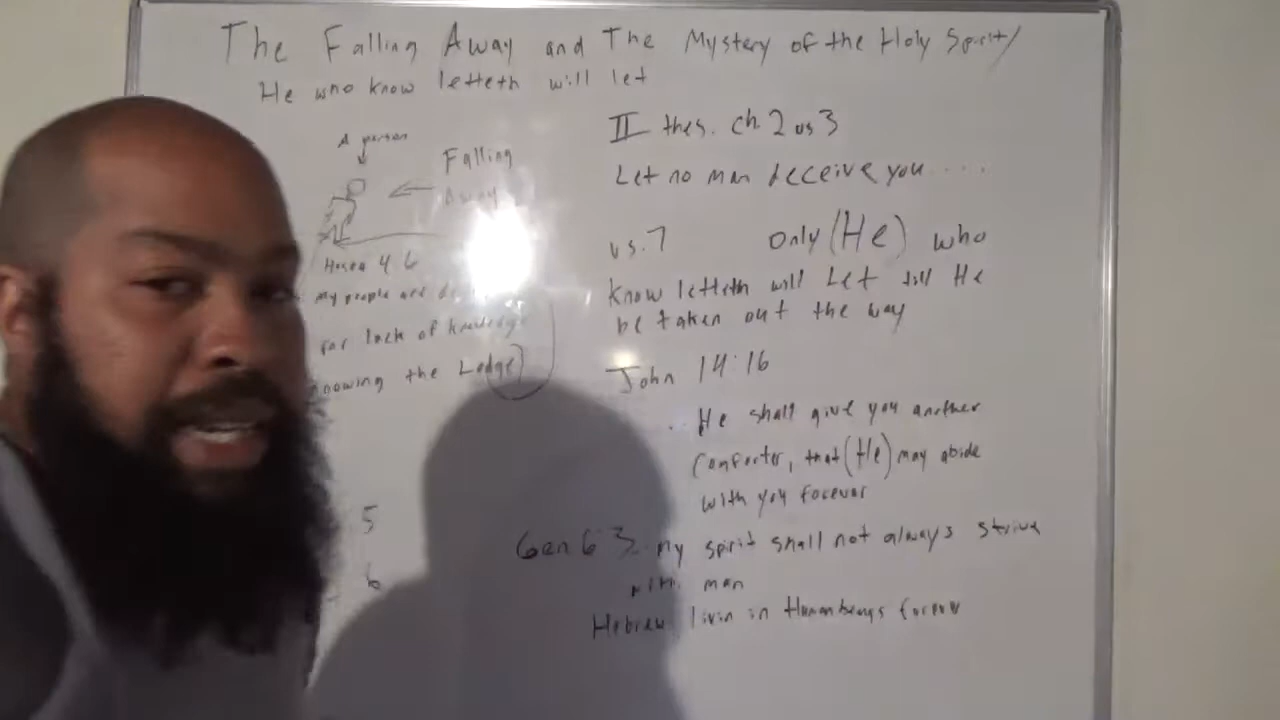 The Falling Away and The Mystery of the Holy Spirit
He who know letteth will let
A person
Falling
Away
Hosea 4 6
My people are
for lack of knowledge
nowing the Ledge)
5
6
II thes. ch 2 vs 3
Let no man deceive you.....
vs. 7 Only (He) who
know letteth will Let till He
be taken out the way
John 14:16
He shall give you another
Comforter, that (He) may abide
with you forever
Gen 6:3 My spirit shall not always strive
with man
Hebrew livin in Human beings forever